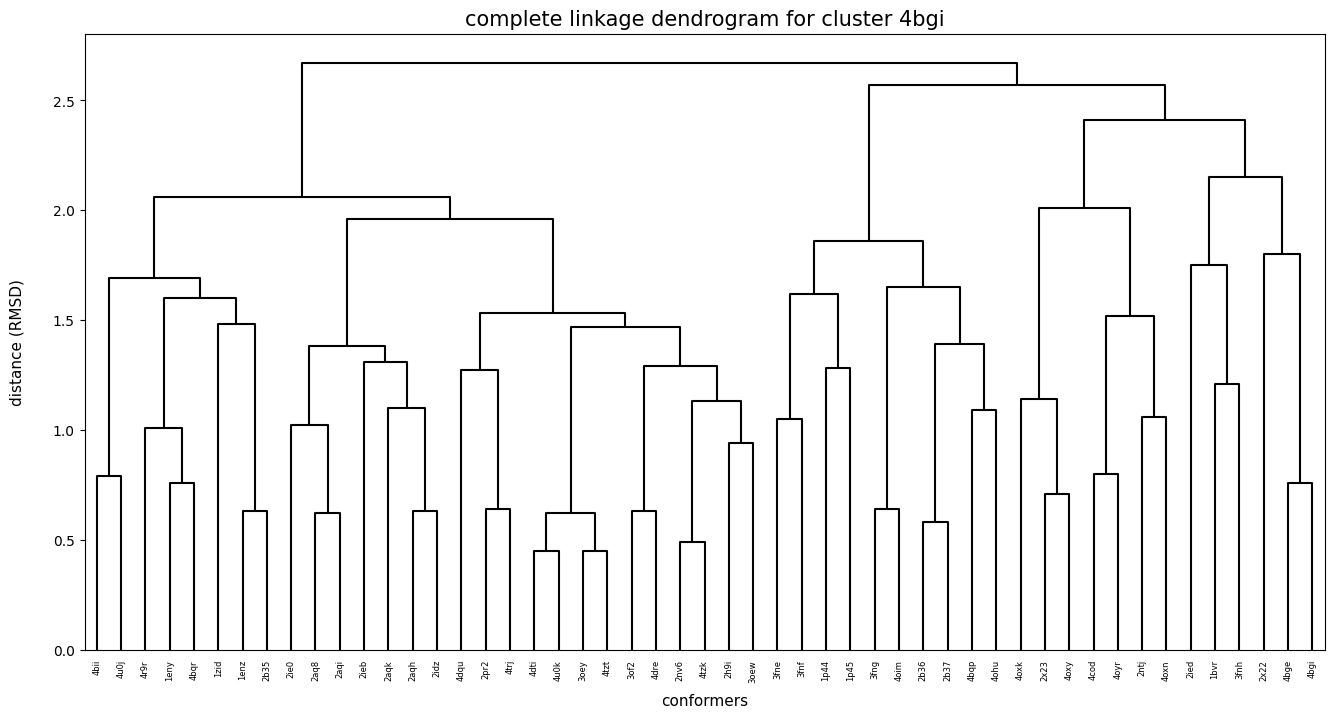 complete linkage dendrogram for cluster 4bgi
2.5
2.0
1.5
1.0
0.5
0.0
distance (RMSD)
4bii
4u0j
4r9r
1eny
4bqr
1zid
1enz
2b35
2ie0
2aq8
2aqi
2ieb
2aqk
2aqh
2idz
4dqu
2pr2
4trj
4dti
4u0k
3oey
4tzt
3of2
4dre
2nv6
4tzk
2h9i
3oew
3fne
3fnf
1p44
1p45
3fng
4oim
2b36
2b37
4bqp
4ohu
4oxk
2x23
4oxy
4cod
4oyr
2ntj
4oxn
2ied
1bvr
3fnh
2x22
4bge
4bgi
conformers